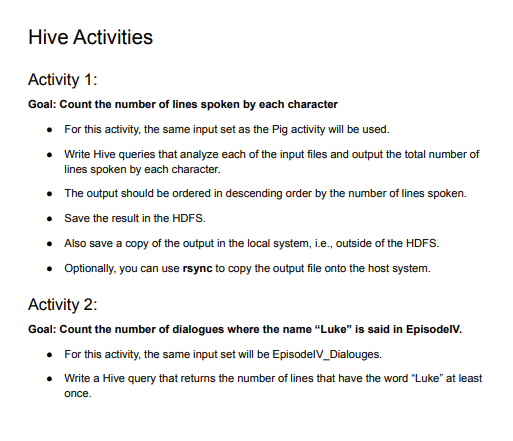 Hive Activities
Activity 1:
Goal: Count the number of lines spoken by each character
● For this activity, the same input set as the Pig activity will be used.
● Write Hive queries that analyze each of the input files and output the total number of
lines spoken by each character.
● The output should be ordered in descending order by the number of lines spoken.
● Save the result in the HDFS.
● Also save a copy of the output in the local system, i.e., outside of the HDFS.
● Optionally, you can use rsync to copy the output file onto the host system.
Activity 2:
Goal: Count the number of dialogues where the name “Luke” is said in EpisodeIV.
● For this activity, the same input set will be EpisodeIV_Dialouges.
● Write a Hive query that returns the number of lines that have the word “Luke” at least
once.